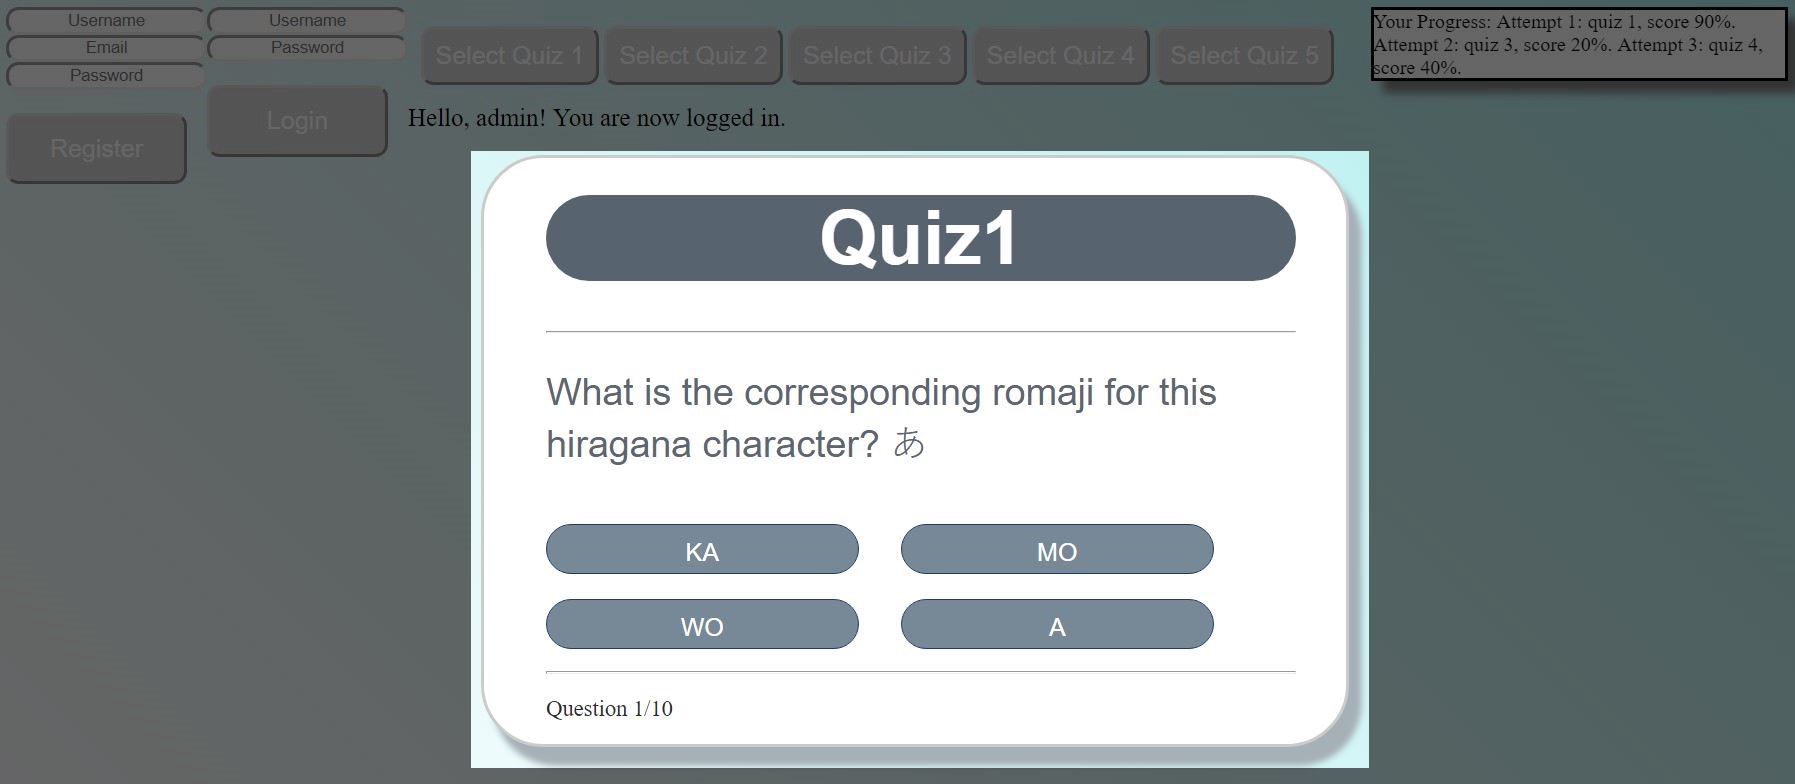 Username
Email
Password
Register
Username
Password
Login
Select Quiz 1
Select Quiz 2
Select Quiz 3
Select Quiz 4
Select Quiz 5
Your Progress: Attempt 1: quiz 1, score 90%.
Attempt 2: quiz 3, score 20%. Attempt 3: quiz 4,
score 40%.
Hello, admin! You are now logged in.
Quiz1
What is the corresponding romaji for this
hiragana character? あ
KA
MO
WO
A
Question 1/10